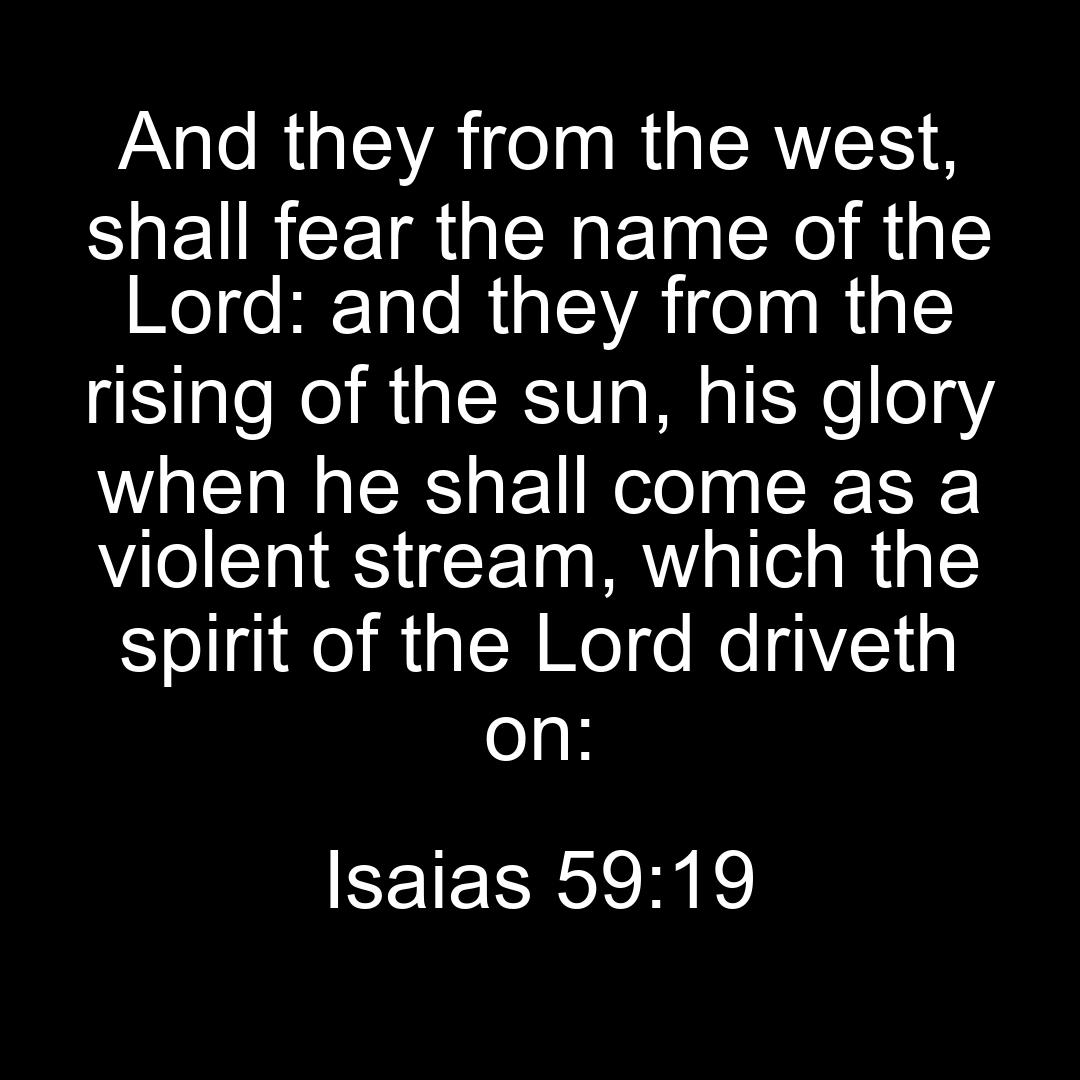 And they from the west,
shall fear the name of the
Lord: and they from the
rising of the sun, his glory
when he shall come as a
violent stream, which the
spirit of the Lord driveth
on:
Isaias 59:19